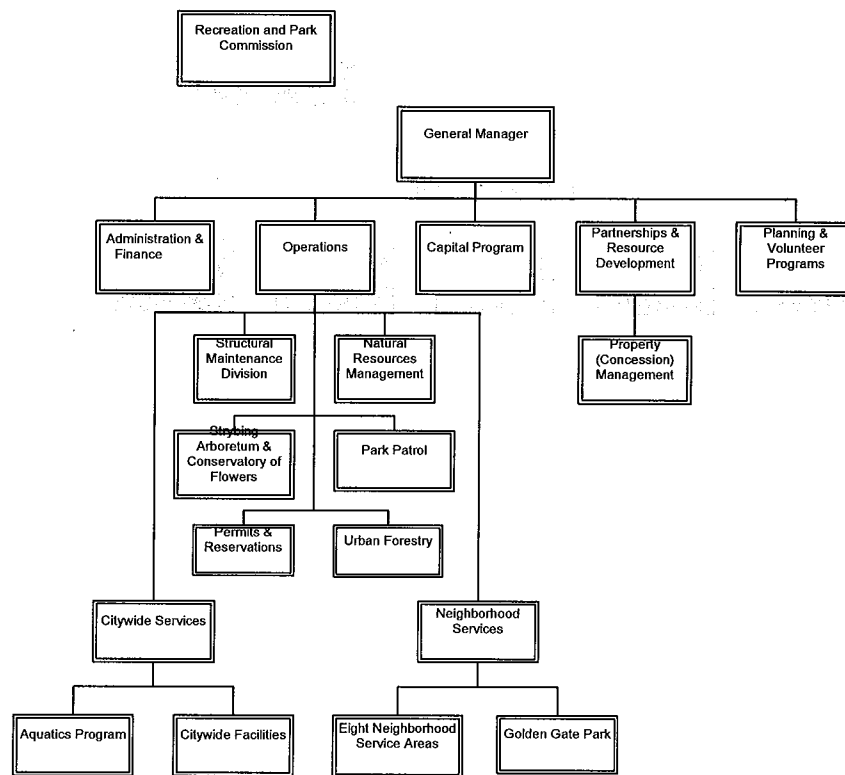 Recreation and Park
Commission
General Manager
Administration &
Finance
Operations
Capital Program
Partnerships &
Resource
Development
Planning &
Volunteer
Programs
Structural
Maintenance
Division
Natural
Resources
Management
Property
(Concession)
Management
Strybing
Arboretum &
Conservatory of
Flowers
Park Patrol
Permits &
Reservations
Urban Forestry
Citywide Services
Neighborhood
Services
Aquatics Program
Citywide Facilities
Eight Neighborhood
Service Areas
Golden Gate Park